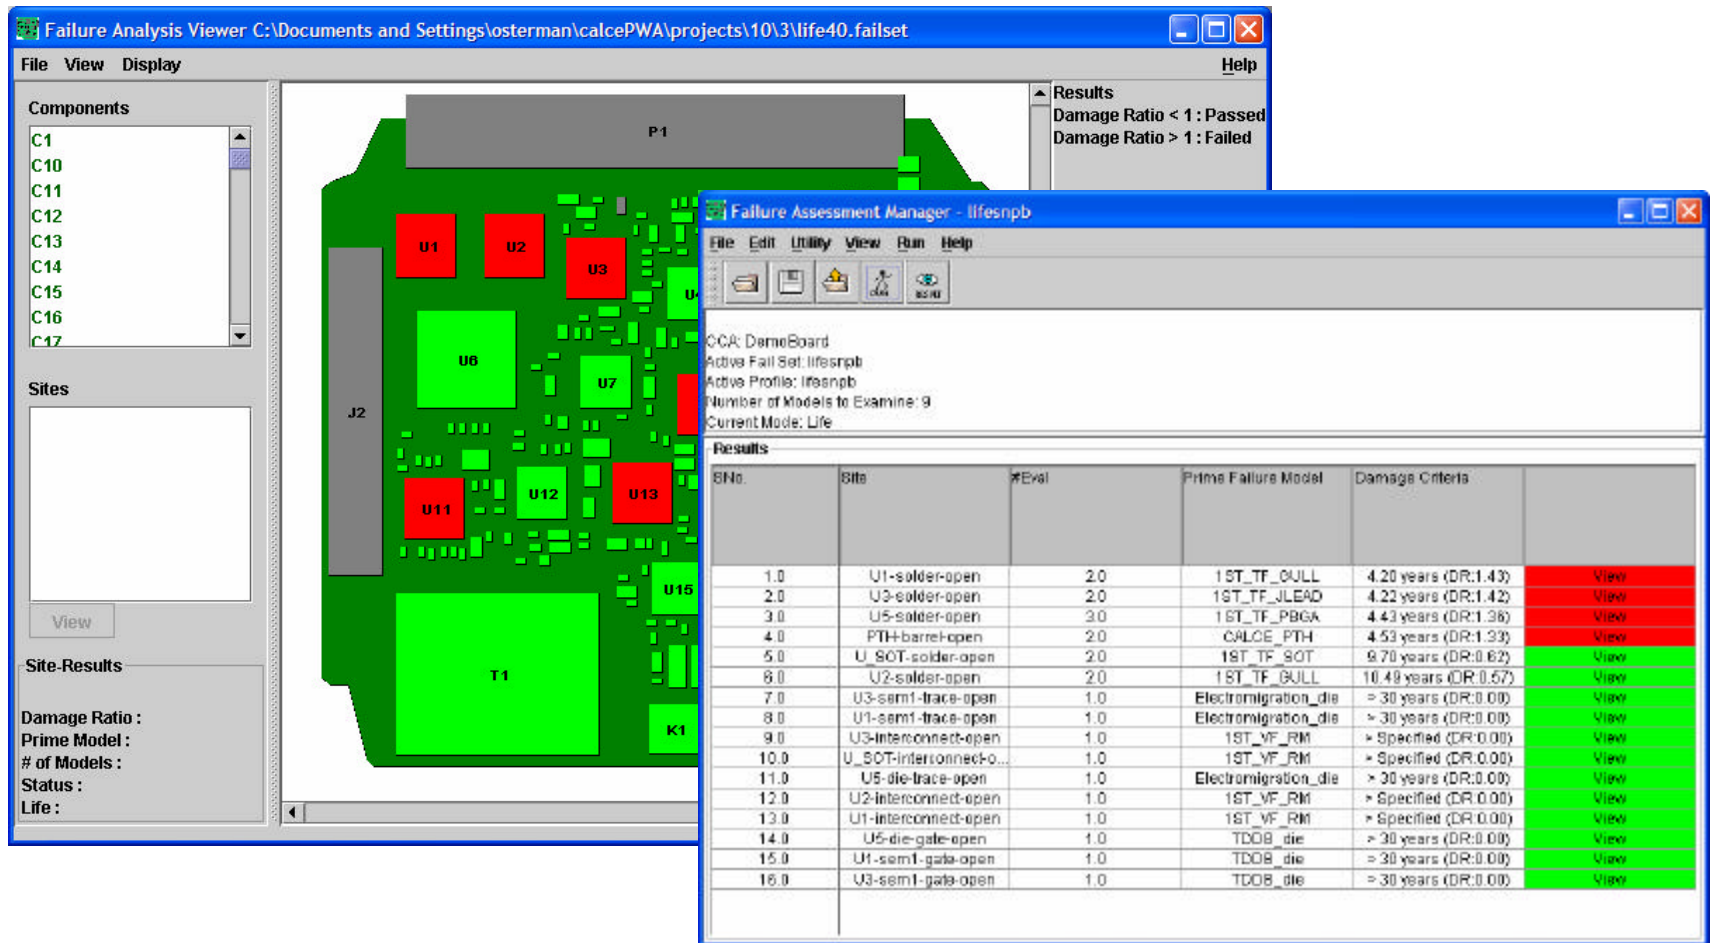 Failure Analysis Viewer C:\Documents and Settings\osterman\calcePWA\projects\10\3\life40.failset
File View Display Help
Components
C1
C10
C11
C12
C13
C14
C15
C16
C17
Sites
View
Site-Results
Damage Ratio :
Prime Model :
# of Models :
Status :
Life :
P1
U1
U2
U3
U6
U7
J2
U11
U12
U13
U15
T1
K1
Results
Damage Ratio < 1 : Passed
Damage Ratio > 1 : Failed
Failure Assessment Manager - lifesnpb
File Edit Utility View Run Help
CCA: DemoBoard
Active Fail Set: lifesnpb
Active Profile: lifesnpb
Number of Models to Examine: 9
Current Mode: Life
Results
SNo. Site #Eval Prime Failure Model Damage Criteria
1.0 U1-solder-open 2.0 1ST_TF_GULL 4.20 years (DR:1.43) View
2.0 U3-solder-open 2.0 1ST_TF_JLEAD 4.22 years (DR:1.42) View
3.0 U5-solder-open 3.0 1ST_TF_PBGA 4.43 years (DR:1.36) View
4.0 PTH-barrel-open 2.0 CALCE_PTH 4.53 years (DR:1.33) View
5.0 U_SOT-solder-open 2.0 1ST_TF_SOT 9.70 years (DR:0.62) View
6.0 U2-solder-open 2.0 1ST_TF_GULL 10.49 years (DR:0.57) View
7.0 U3-sem1-trace-open 1.0 Electromigration_die > 30 years (DR:0.00) View
8.0 U1-sem1-trace-open 1.0 Electromigration_die > 30 years (DR:0.00) View
9.0 U3-interconnect-open 1.0 1ST_VF_RM > Specified (DR:0.00) View
10.0 U_SOT-interconnect-o... 1.0 1ST_VF_RM > Specified (DR:0.00) View
11.0 U5-die-trace-open 1.0 Electromigration_die > 30 years (DR:0.00) View
12.0 U2-interconnect-open 1.0 1ST_VF_RM > Specified (DR:0.00) View
13.0 U1-interconnect-open 1.0 1ST_VF_RM > Specified (DR:0.00) View
14.0 U5-die-gate-open 1.0 TDDB_die > 30 years (DR:0.00) View
15.0 U1-sem1-gate-open 1.0 TDDB_die > 30 years (DR:0.00) View
16.0 U3-sem1-gate-open 1.0 TDDB_die > 30 years (DR:0.00) View